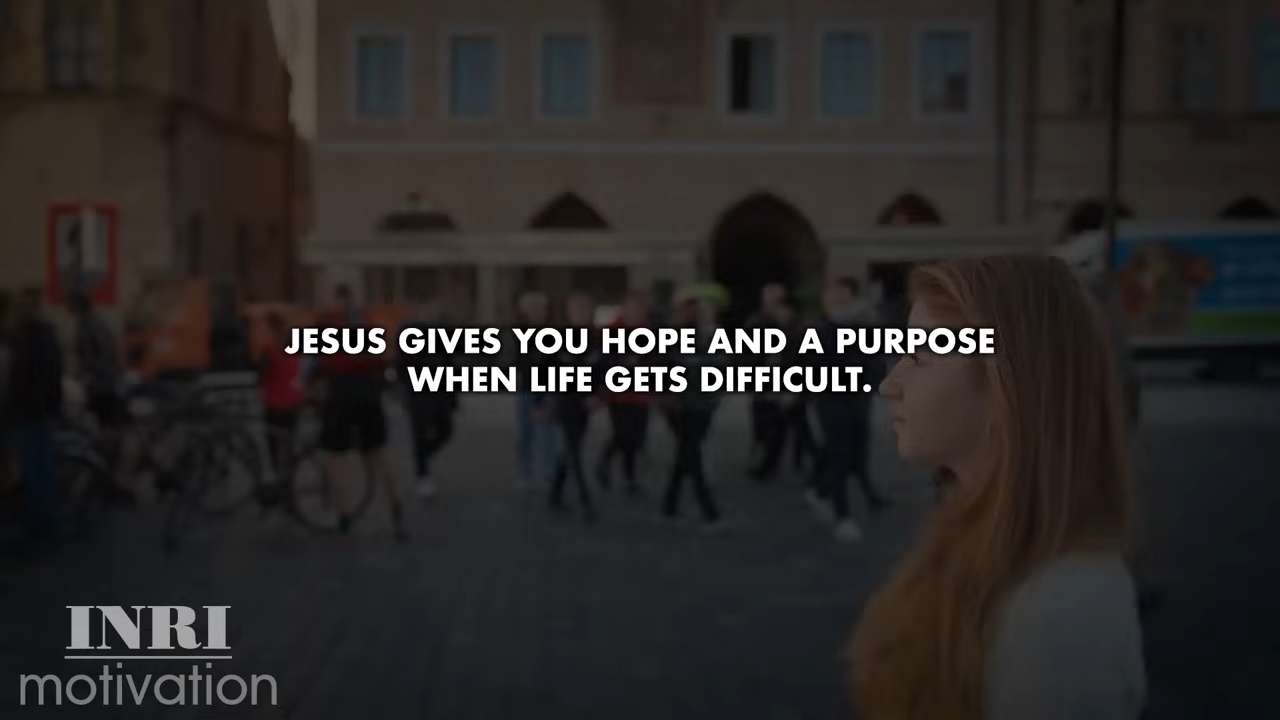 JESUS GIVES YOU HOPE AND A PURPOSE
WHEN LIFE GETS DIFFICULT.
INRI
motivation